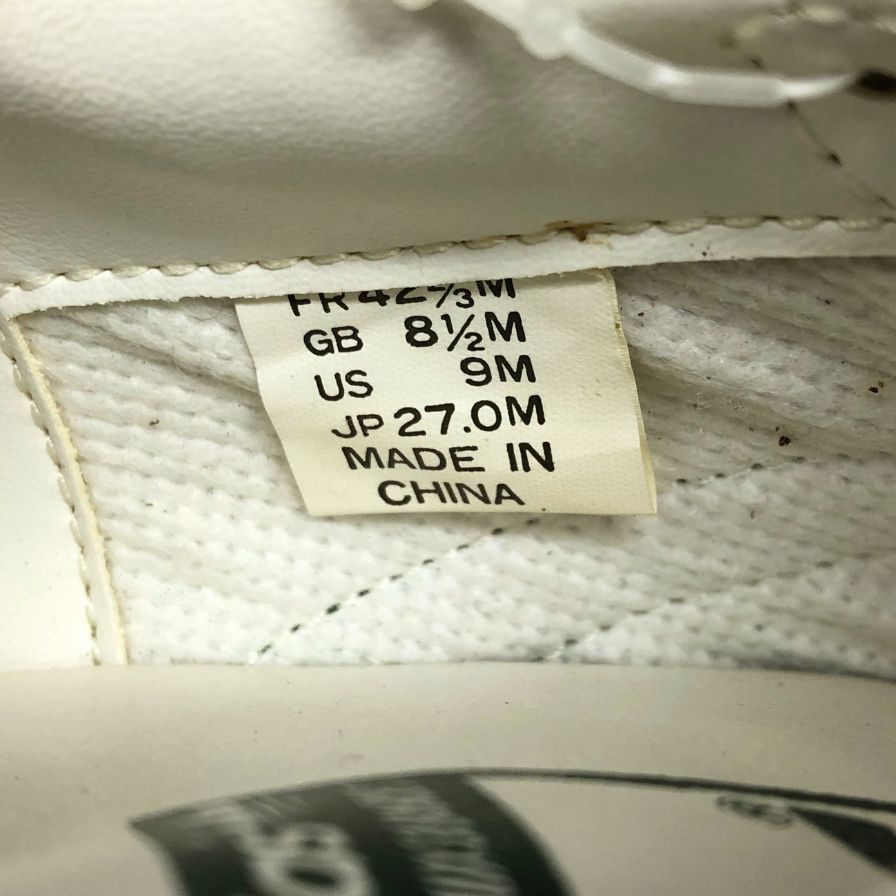 FR 42⅔M
GB 8½M
US 9M
JP 27.0M
MADE IN
CHINA
®